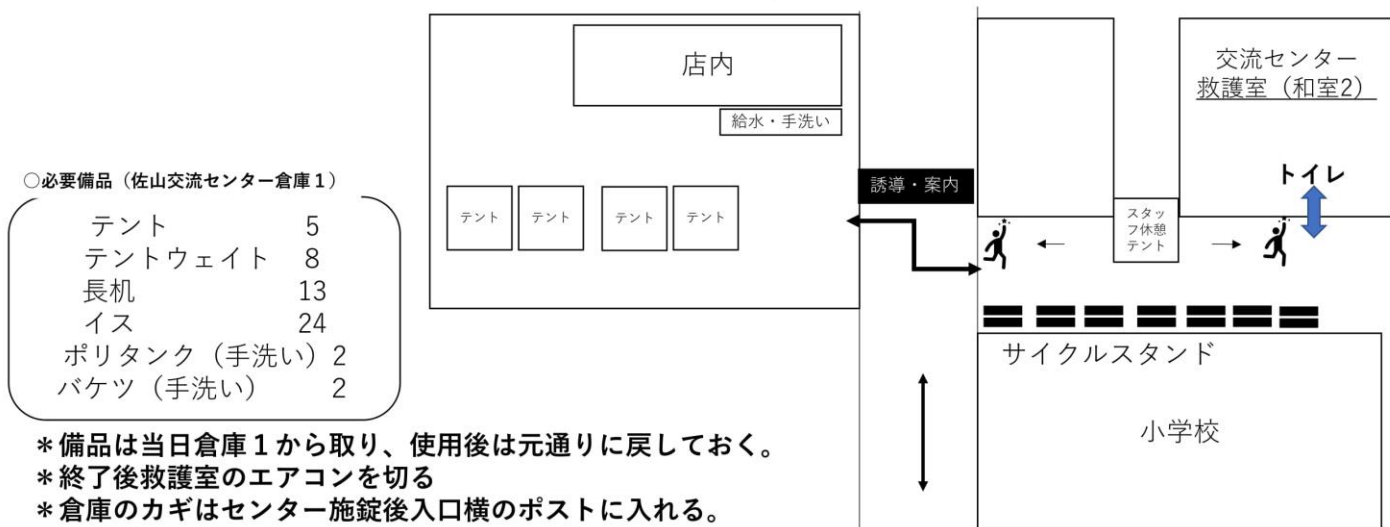 店内
給水・手洗い
テント
テント
テント
テント
誘導・案内
交流センター
救護室（和室2）
トイレ
スタッ
フ休憩
テント
サイクルスタンド
小学校
○必要備品（佐山交流センター倉庫１）
テント 5
テントウェイト 8
長机 13
イス 24
ポリタンク（手洗い）2
バケツ（手洗い） 2
＊備品は当日倉庫１から取り、使用後は元通りに戻しておく。
＊終了後救護室のエアコンを切る
＊倉庫のカギはセンター施錠後入口横のポストに入れる。